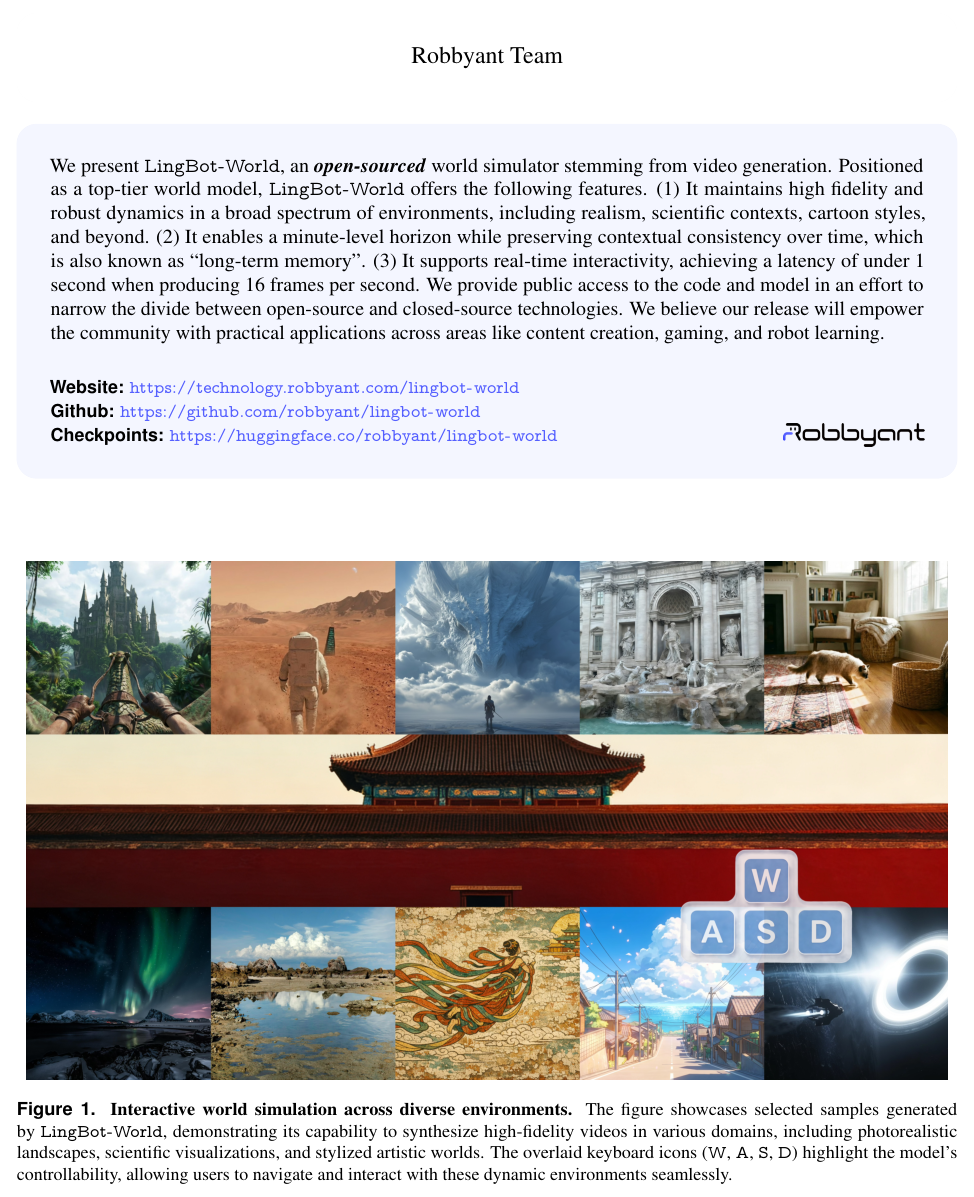 Robbyant Team
We present LingBot-World, an open-sourced world simulator stemming from video generation. Positioned
as a top-tier world model, LingBot-World offers the following features. (1) It maintains high fidelity and
robust dynamics in a broad spectrum of environments, including realism, scientific contexts, cartoon styles,
and beyond. (2) It enables a minute-level horizon while preserving contextual consistency over time, which
is also known as “long-term memory”. (3) It supports real-time interactivity, achieving a latency of under 1
second when producing 16 frames per second. We provide public access to the code and model in an effort to
narrow the divide between open-source and closed-source technologies. We believe our release will empower
the community with practical applications across areas like content creation, gaming, and robot learning.
Website: https://technology.robbyant.com/lingbot-world
Github: https://github.com/robbyant/lingbot-world
Checkpoints: https://huggingface.co/robbyant/lingbot-world
Robbyant
W
A S D
Figure 1. Interactive world simulation across diverse environments. The figure showcases selected samples generated
by LingBot-World, demonstrating its capability to synthesize high-fidelity videos in various domains, including photorealistic
landscapes, scientific visualizations, and stylized artistic worlds. The overlaid keyboard icons (W, A, S, D) highlight the model’s
controllability, allowing users to navigate and interact with these dynamic environments seamlessly.